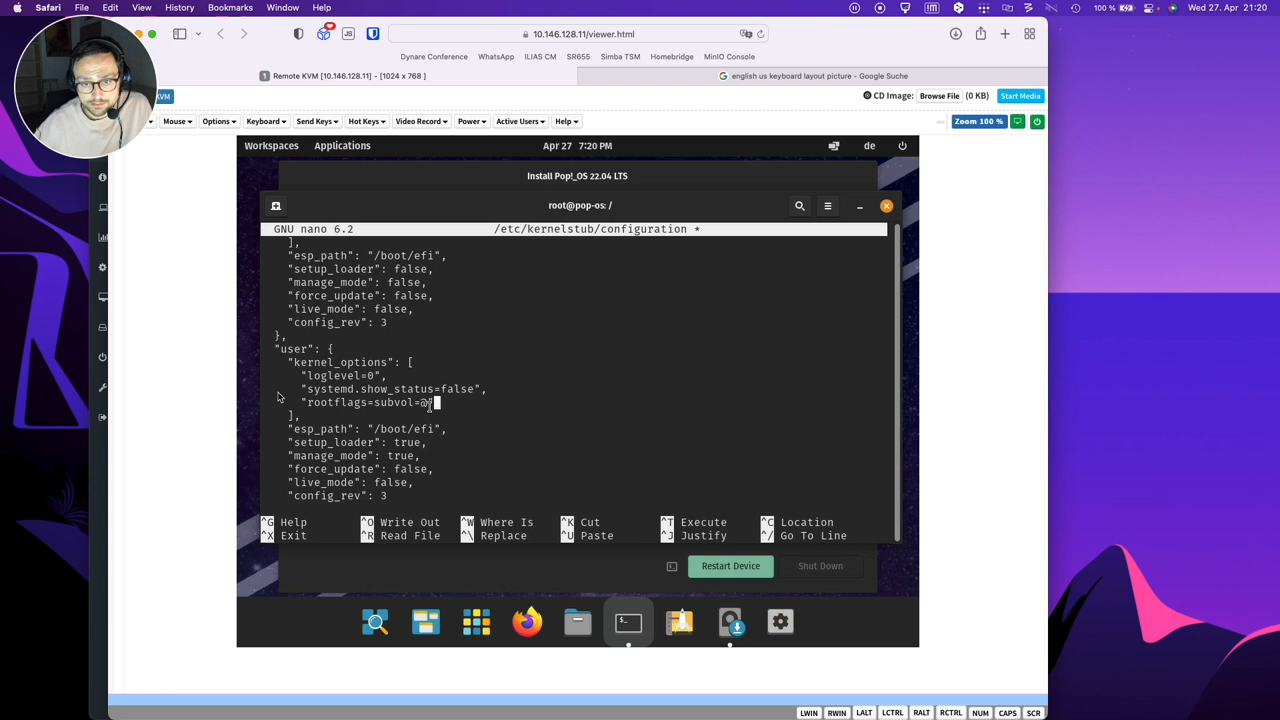 Safari File Edit View History Bookmarks Window Help
Wed 27. Apr 21:20
10.146.128.11/viewer.html
Dynare Conference WhatsApp ILIAS CM SR655 Simba TSM Homebridge MinIO Console
1 Remote KVM [10.146.128.11] - [1024 x 768 ]
english us keyboard layout picture - Google Suche
KVM
CD Image: Browse File (0 KB) Start Media
Mouse Options Keyboard Send Keys Hot Keys Video Record Power Active Users Help
Zoom 100 %
Workspaces Applications Apr 27 7:20 PM de
Install Pop!_OS 22.04 LTS
root@pop-os: /
GNU nano 6.2 /etc/kernelstub/configuration *
],
"esp_path": "/boot/efi",
"setup_loader": false,
"manage_mode": false,
"force_update": false,
"live_mode": false,
"config_rev": 3
},
"user": {
"kernel_options": [
"loglevel=0",
"systemd.show_status=false",
"rootflags=subvol=@"
],
"esp_path": "/boot/efi",
"setup_loader": true,
"manage_mode": true,
"force_update": false,
"live_mode": false,
"config_rev": 3
^G Help ^O Write Out ^W Where Is ^K Cut ^T Execute ^C Location
^X Exit ^R Read File ^\ Replace ^U Paste ^J Justify ^/ Go To Line
Restart Device Shut Down
LWIN RWIN LALT LCTRL RALT RCTRL NUM CAPS SCR